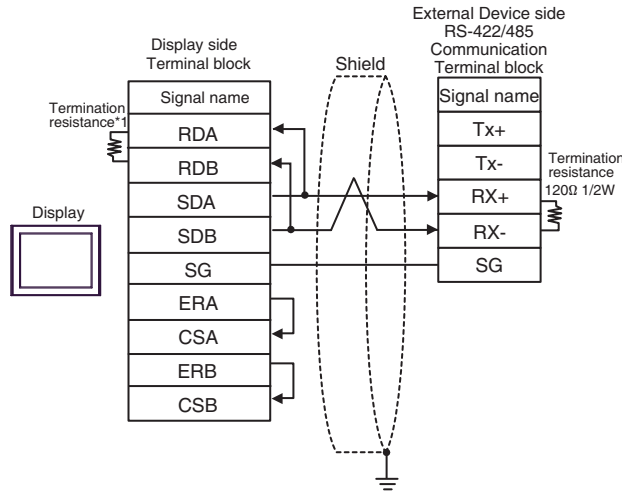 External Device side
RS-422/485
Communication
Terminal block
Display side
Terminal block
Shield
Signal name
Signal name
Termination
resistance*1
RDA
RDB
SDA
SDB
SG
ERA
CSA
ERB
CSB
Tx+
Tx-
RX+
RX-
SG
Termination
resistance
120Ω 1/2W
Display